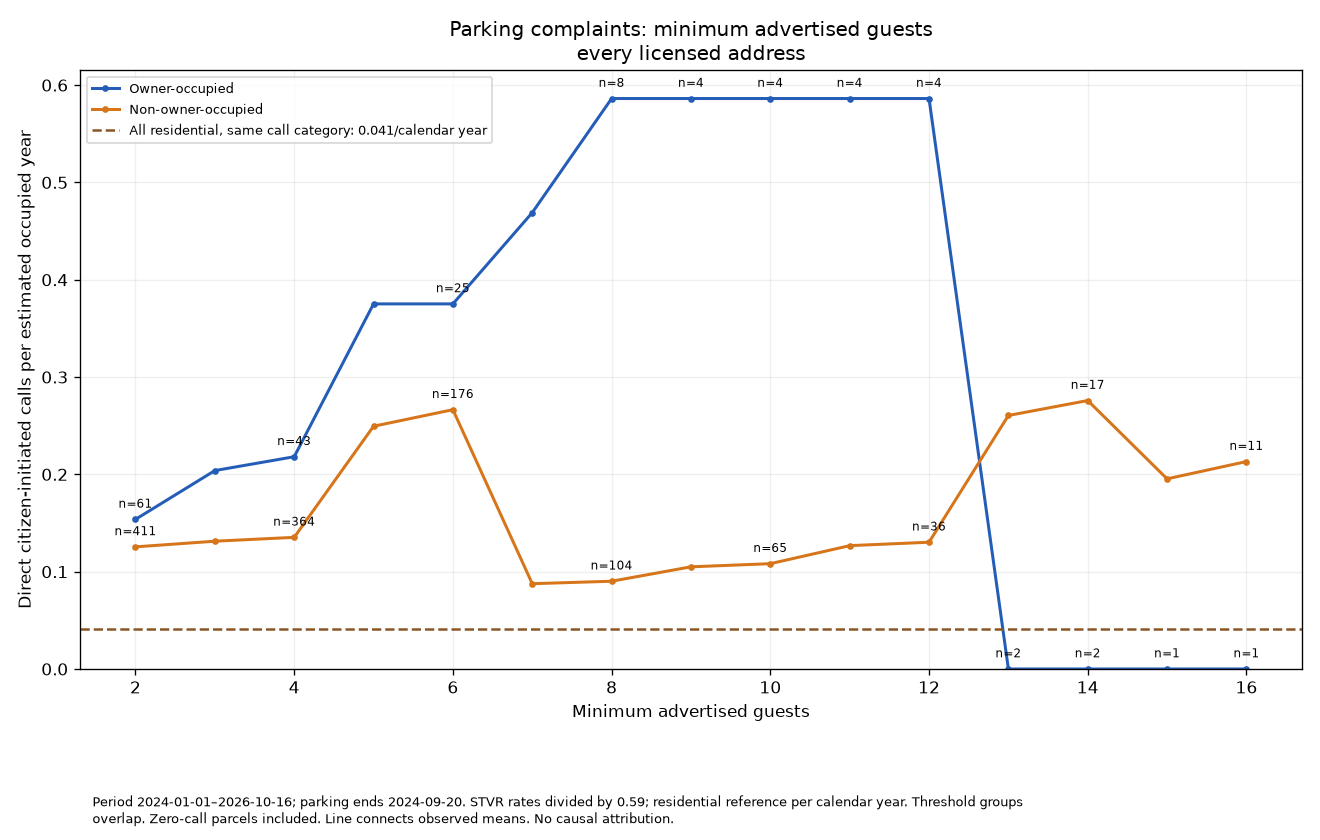 Parking complaints: minimum advertised guests
every licensed address
Direct citizen-initiated calls per estimated occupied year
0.6
0.5
0.4
0.3
0.2
0.1
0.0
Owner-occupied
Non-owner-occupied
All residential, same call category: 0.041/calendar year
n=8
n=4
n=4
n=4
n=4
n=25
n=43
n=61
n=2
n=2
n=1
n=1
n=411
n=364
n=176
n=104
n=65
n=36
n=17
n=11
2
4
6
8
10
12
14
16
Minimum advertised guests
Period 2024-01-01–2026-10-16; parking ends 2024-09-20. STVR rates divided by 0.59; residential reference per calendar year. Threshold groups
overlap. Zero-call parcels included. Line connects observed means. No causal attribution.